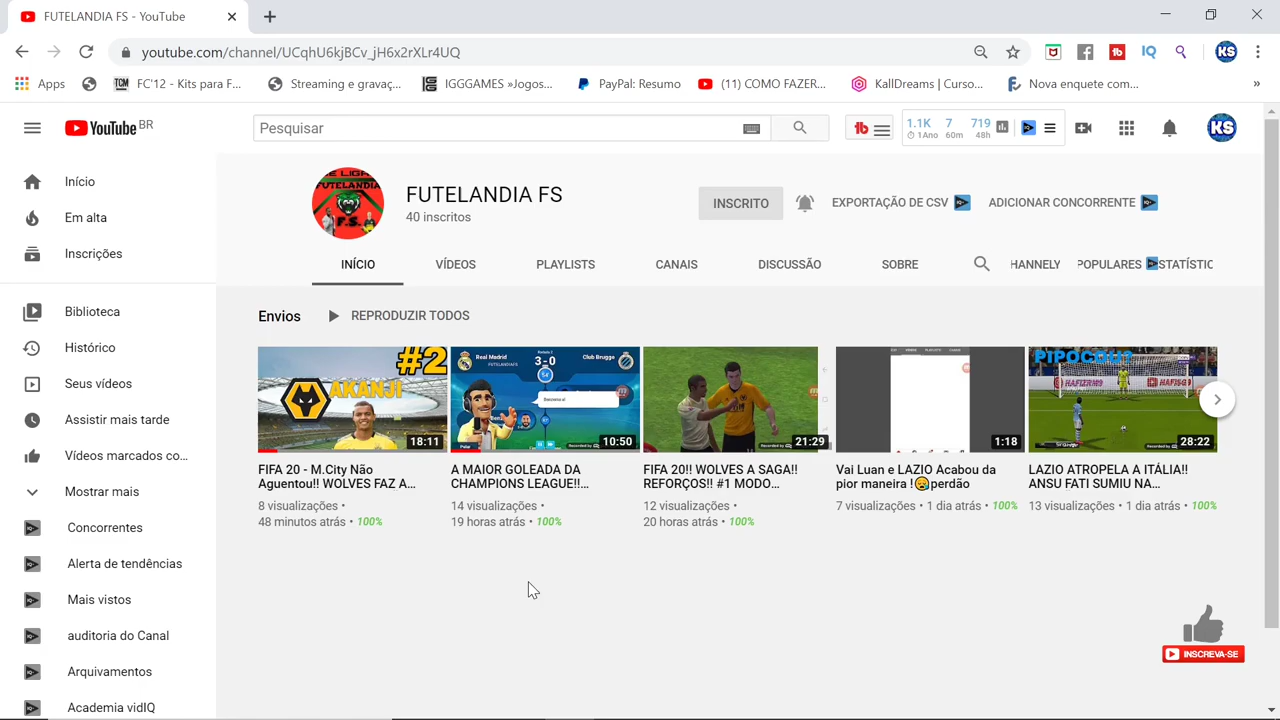 FUTELANDIA FS - YouTube
youtube.com/channel/UCqhU6kjBCv_jH6x2rXLr4UQ
Apps
FC'12 - Kits para F...
Streaming e gravaç...
IGGGAMES »Jogos...
PayPal: Resumo
(11) COMO FAZER...
KallDreams | Curso...
Nova enquete com...
»
YouTube BR
Pesquisar
1.1K 7 719
1Ano 60m 48h
KS
Início
Em alta
Inscrições
Biblioteca
Histórico
Seus vídeos
Assistir mais tarde
Vídeos marcados co...
Mostrar mais
Concorrentes
Alerta de tendências
Mais vistos
auditoria do Canal
Arquivamentos
Academia vidIQ
FUTELANDIA
F.S.
FUTELANDIA FS
40 inscritos
INSCRITO
EXPORTAÇÃO DE CSV
ADICIONAR CONCORRENTE
INÍCIO
VÍDEOS
PLAYLISTS
CANAIS
DISCUSSÃO
SOBRE
HANNELY
POPULARES
STATÍSTIC
Envios
REPRODUZIR TODOS
#2
AKANJI
18:11
FIFA 20 - M.City Não
Aguentou!! WOLVES FAZ A...
8 visualizações •
48 minutos atrás • 100%
Real Madrid
3-0
Club Brugge
10:50
A MAIOR GOLEADA DA
CHAMPIONS LEAGUE!!...
14 visualizações •
19 horas atrás • 100%
21:29
FIFA 20!! WOLVES A SAGA!!
REFORÇOS!! #1 MODO...
12 visualizações •
20 horas atrás • 100%
1:18
Vai Luan e LAZIO Acabou da
pior maneira !😪perdão
7 visualizações • 1 dia atrás • 100%
PIPOCOU!
28:22
LAZIO ATROPELA A ITÁLIA!!
ANSU FATI SUMIU NA...
13 visualizações • 1 dia atrás • 100%
INSCREVA-SE